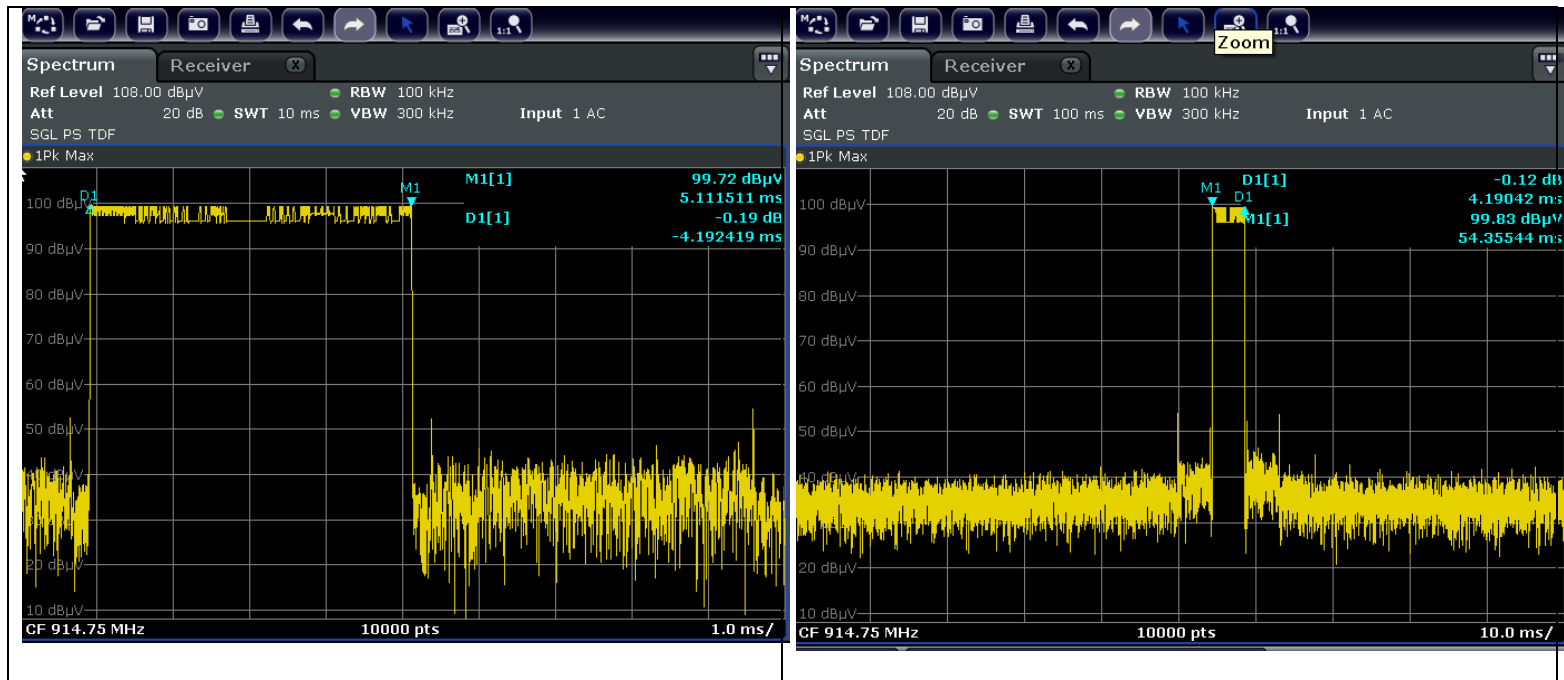 1:1
Spectrum
Receiver
Ref Level 108.00 dBµV
RBW 100 kHz
Att 20 dB
SWT 10 ms
VBW 300 kHz
Input 1 AC
SGL PS TDF
1Pk Max
M1[1] 99.72 dBµV
5.111511 ms
D1[1] -0.19 dB
-4.192419 ms
D1
M1
100 dBµV
90 dBµV
80 dBµV
70 dBµV
60 dBµV
50 dBµV
20 dBµV
10 dBµV
CF 914.75 MHz
10000 pts
1.0 ms/
1:1
Zoom
Spectrum
Receiver
Ref Level 108.00 dBµV
RBW 100 kHz
Att 20 dB
SWT 100 ms
VBW 300 kHz
Input 1 AC
SGL PS TDF
1Pk Max
D1[1] -0.12 dB
4.19042 ms
M1[1] 99.83 dBµV
54.35544 ms
M1
D1
100 dBµV
90 dBµV
80 dBµV
70 dBµV
60 dBµV
50 dBµV
40 dBµV
20 dBµV
10 dBµV
CF 914.75 MHz
10000 pts
10.0 ms/